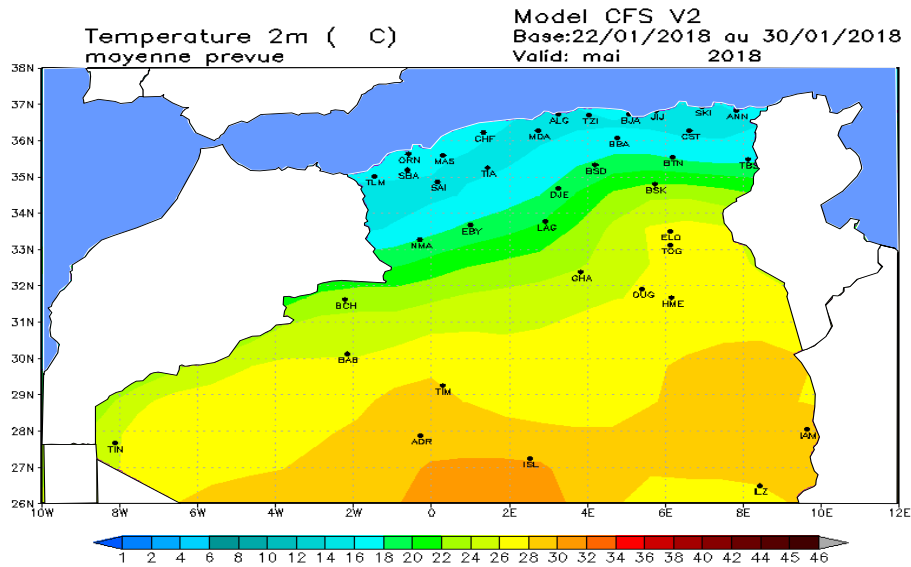 Model CFS V2
Temperature 2m ( C)
Base:22/01/2018 au 30/01/2018
moyenne prevue
Valid: mai 2018
38N
37N
36N
35N
34N
33N
32N
31N
30N
29N
28N
27N
26N
ALG TZI BJA JIJ SKI ANN
CHF MDA BBA CST
ORN MAS TLM SBA SAI TIA BSD BTN TBS
DJE BSK
NMA EBY LAG ELO TOG
GHA OUG HME
BCH
BAB
TIM
TIN ADR ISL IAM
ILZ
10W 8W 6W 4W 2W 0 2E 4E 6E 8E 10E 12E
1 2 4 6 8 10 12 14 16 18 20 22 24 26 28 30 32 34 35 36 38 40 42 44 45 46